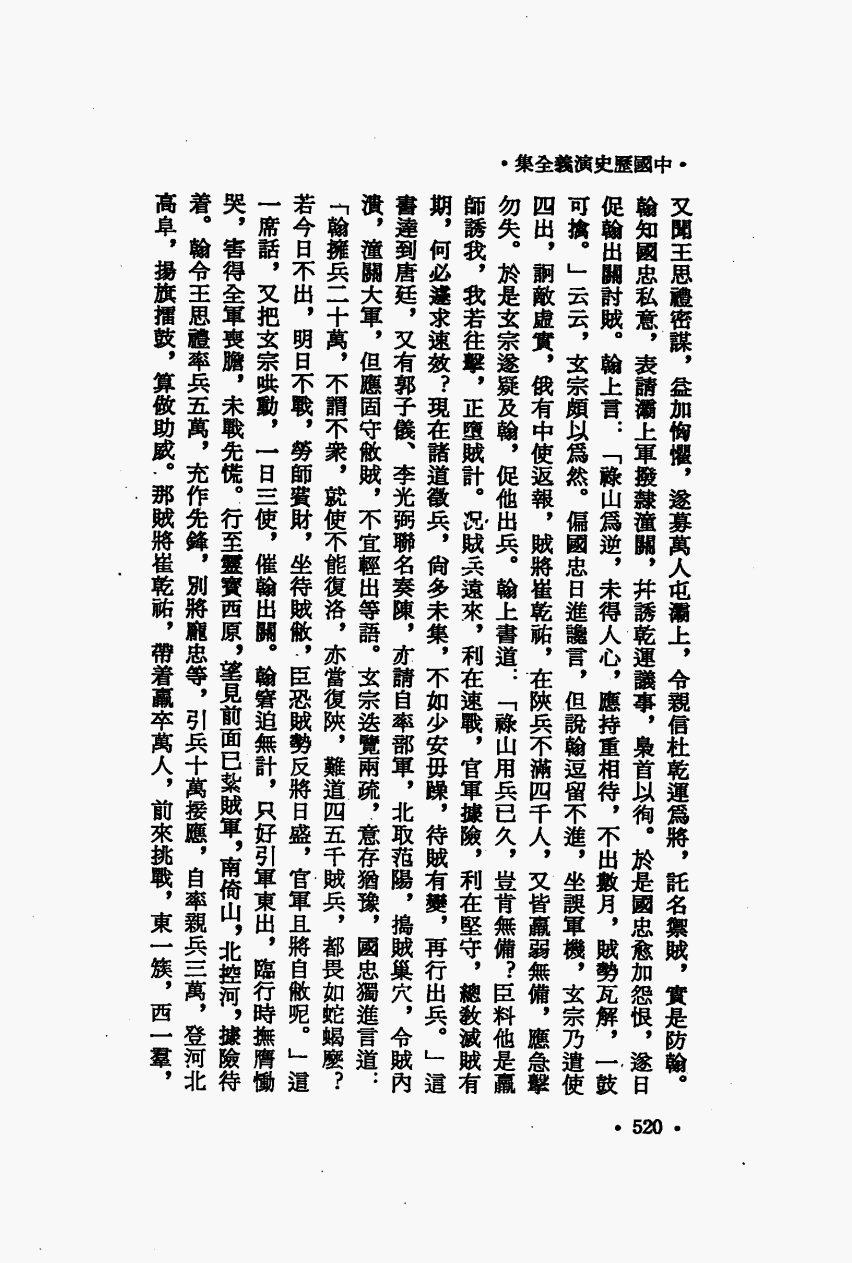 •中國歷史演義全集•
又聞王思禮密謀，益加恟懼，遂募萬人屯灞上，令親信杜乾運爲將，託名禦賊，實是防翰。
翰知國忠私意，表請灞上軍撥隸潼關，幷誘乾運議事，梟首以徇。於是國忠愈加怨恨，遂日
促翰出關討賊。翰上言：「祿山爲逆，未得人心，應持重相待，不出數月，賊勢瓦解，一鼓
可擒。」云云，玄宗頗以爲然。偏國忠日進讒言，但說翰逗留不進，坐誤軍機，玄宗乃遣使
四出，詗敵虛實，俄有中使返報，賊將崔乾祐，在陝兵不滿四千人，又皆羸弱無備，應急擊
勿失。於是玄宗遂疑及翰，促他出兵。翰上書道：「祿山用兵已久，豈肯無備？臣料他是羸
師誘我，我若往擊，正墮賊計。况賊兵遠來，利在速戰，官軍據險，利在堅守，總教滅賊有
期，何必遽求速效？現在諸道徵兵，尙多未集，不如少安毋躁，待賊有變，再行出兵。」這
書達到唐廷，又有郭子儀、李光弼聯名奏陳，亦請自率部軍，北取范陽，搗賊巢穴，令賊內
潰，潼關大軍，但應固守敝賊，不宜輕出等語。玄宗迭覽兩疏，意存猶豫，國忠獨進言道：
「翰擁兵二十萬，不謂不衆，就使不能復洛，亦當復陝，難道四五千賊兵，都畏如蛇蝎麼？
若今日不出，明日不戰，勞師費財，坐待賊敝，臣恐賊勢反將日盛，官軍且將自敝呢。」這
一席話，又把玄宗哄動，一日三使，催翰出關。翰窘迫無計，只好引軍東出，臨行時撫膺慟
哭，害得全軍喪膽，未戰先慌。行至靈寶西原，望見前面已紮賊軍，南倚山，北控河，據險待
着。翰令王思禮率兵五萬，充作先鋒，別將龐忠等，引兵十萬接應，自率親兵三萬，登河北
高阜，揚旗擂鼓，算做助威。那賊將崔乾祐，帶着羸卒萬人，前來挑戰，東一簇，西一羣，
• 520 •